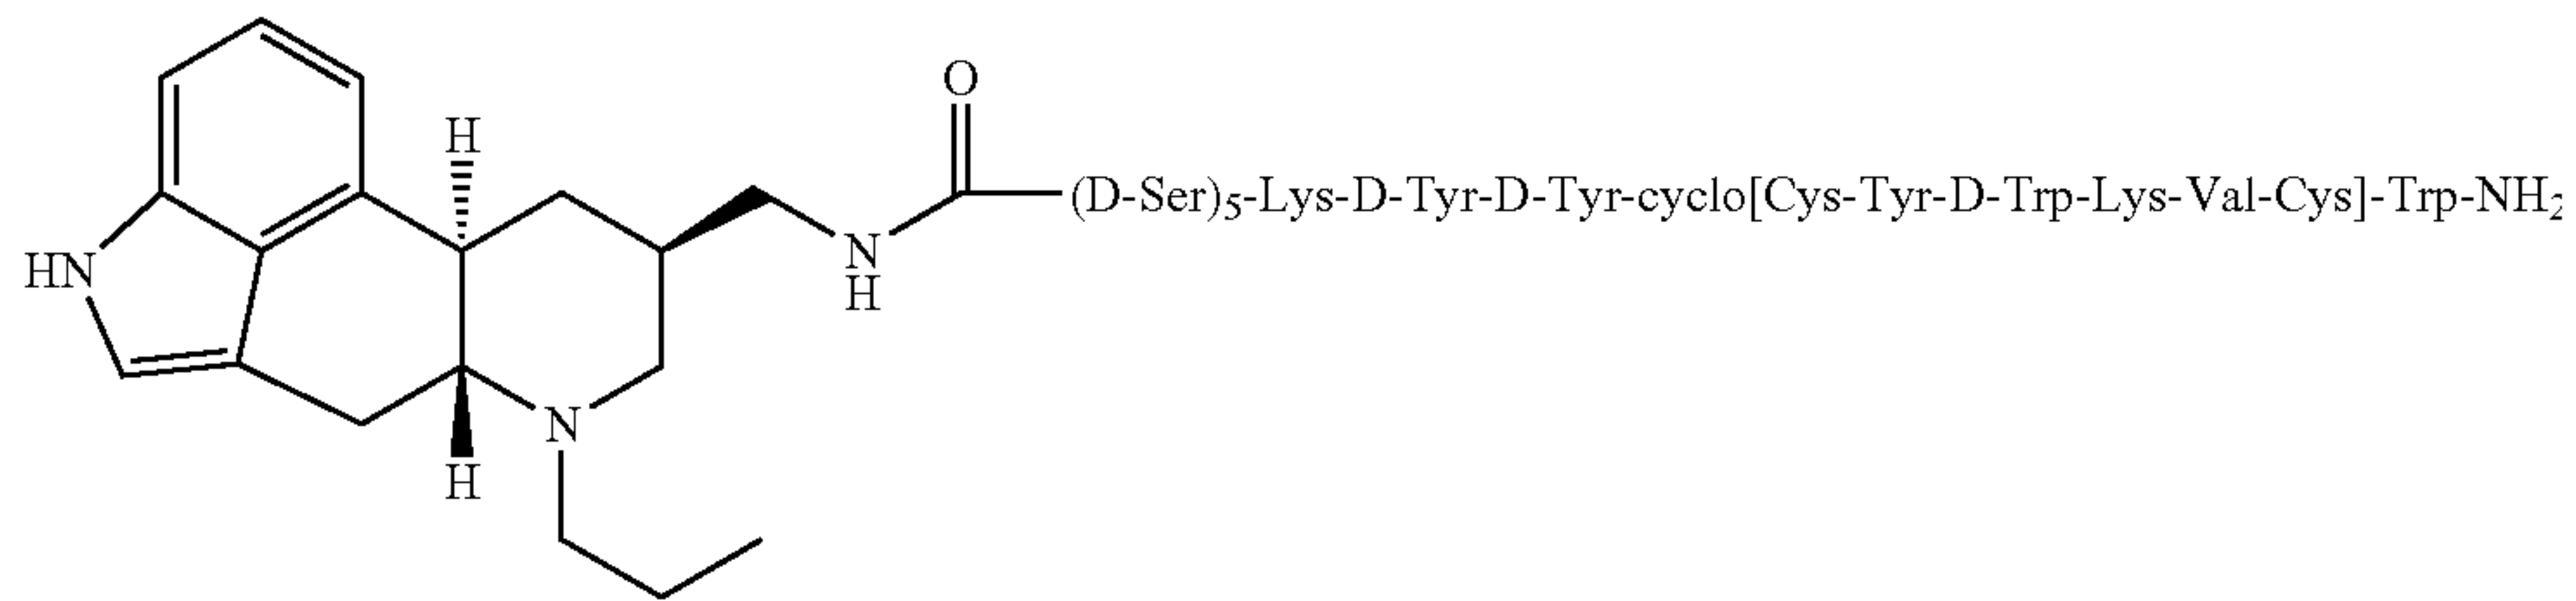 O
H
(D-Ser)5-Lys-D-Tyr-D-Tyr-cyclo[Cys-Tyr-D-Trp-Lys-Val-Cys]-Trp-NH2
HN
N
H
N
H